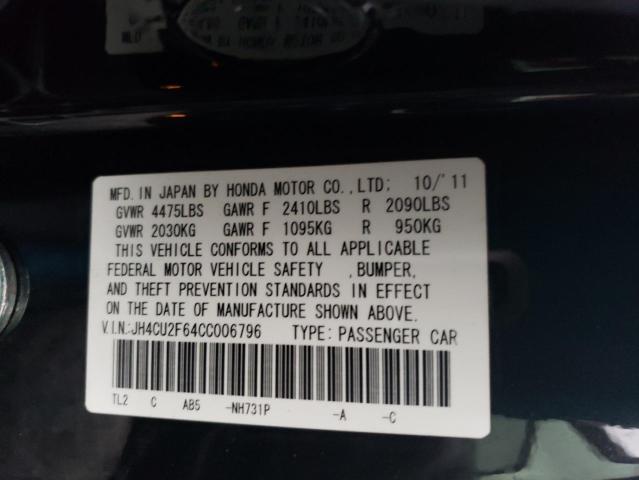 MFD. IN JAPAN BY HONDA MOTOR CO., LTD; 10/'11
GVWR 4475LBS GAWR F 2410LBS R 2090LBS
GVWR 2030KG GAWR F 1095KG R 950KG
THIS VEHICLE CONFORMS TO ALL APPLICABLE
FEDERAL MOTOR VEHICLE SAFETY ,BUMPER,
AND THEFT PREVENTION STANDARDS IN EFFECT
ON THE DATE OF MANUFACTURE SHOWN ABOVE.
V.I.N:JH4CU2F64CC006796 TYPE: PASSENGER CAR
TL2 C AB5 -NH731P -A -C